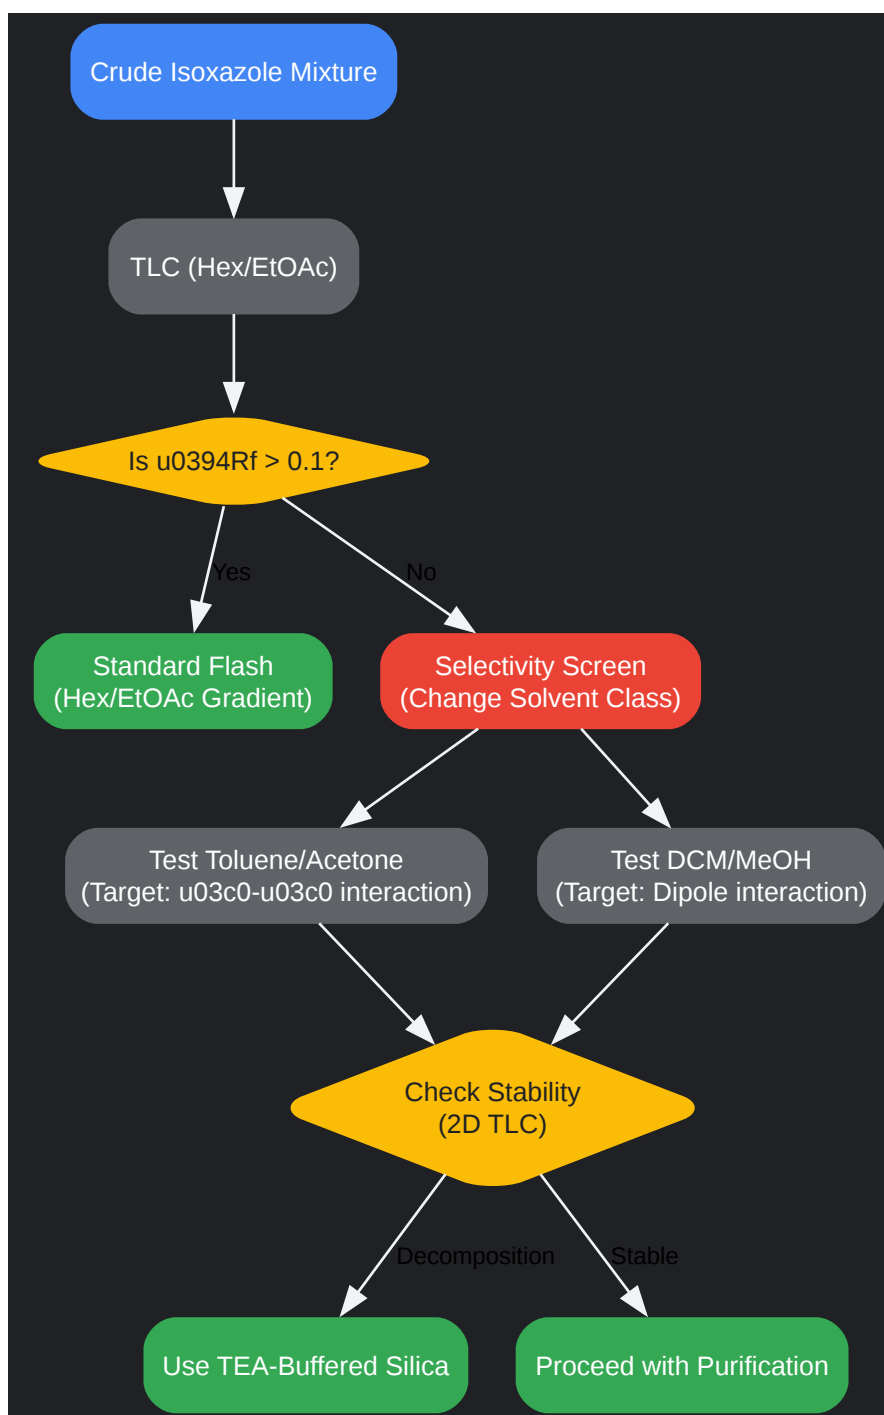 Crude Isoxazole Mixture
TLC (Hex/EtOAc)
Is u0394Rf > 0.1?
Yes
No
Standard Flash
(Hex/EtOAc Gradient)
Selectivity Screen
(Change Solvent Class)
Test Toluene/Acetone
(Target: u03c0-u03c0 interaction)
Test DCM/MeOH
(Target: Dipole interaction)
Check Stability
(2D TLC)
Decomposition
Stable
Use TEA-Buffered Silica
Proceed with Purification